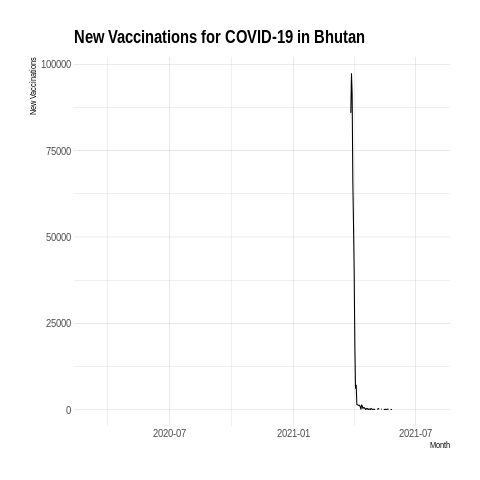 New Vaccinations for COVID-19 in Bhutan
New Vaccinations
100000
75000
50000
25000
0
2020-07 2021-01 2021-07
Month